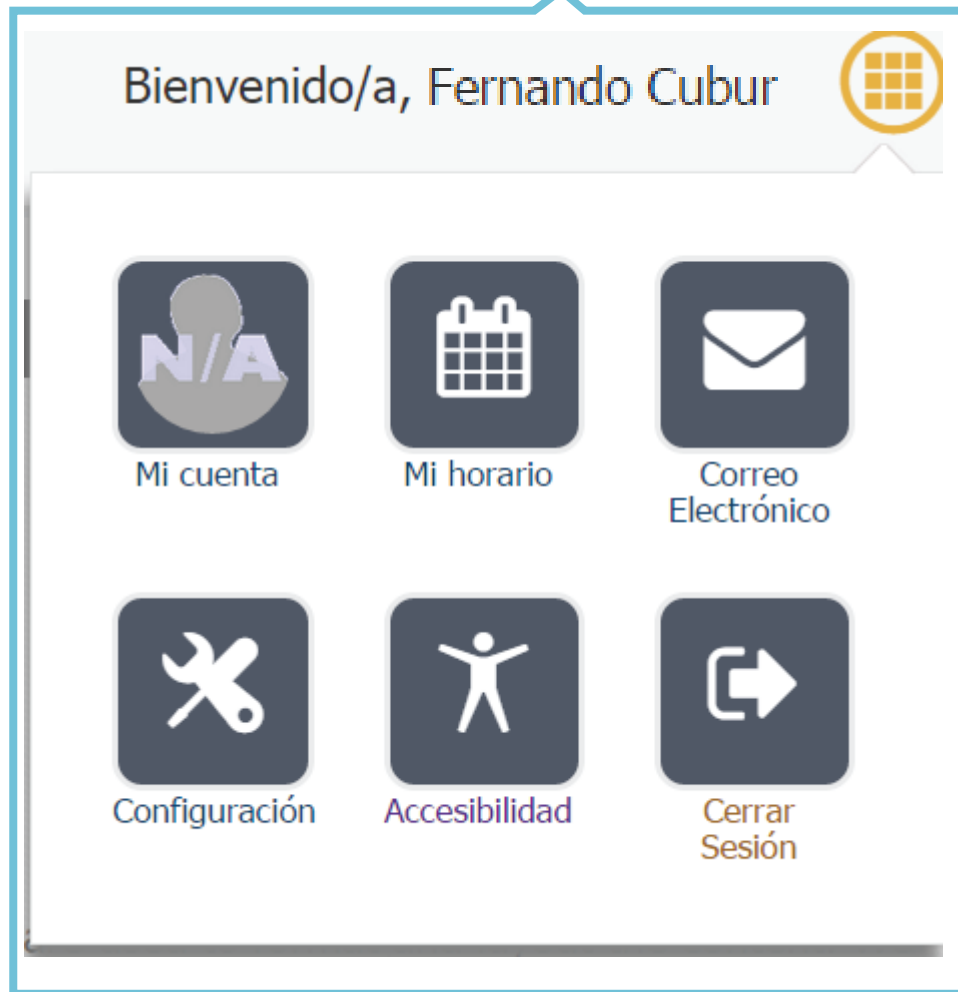 Bienvenido/a, Fernando Cubur
N/A
Mi cuenta
Mi horario
Correo
Electrónico
Configuración
Accesibilidad
Cerrar
Sesión